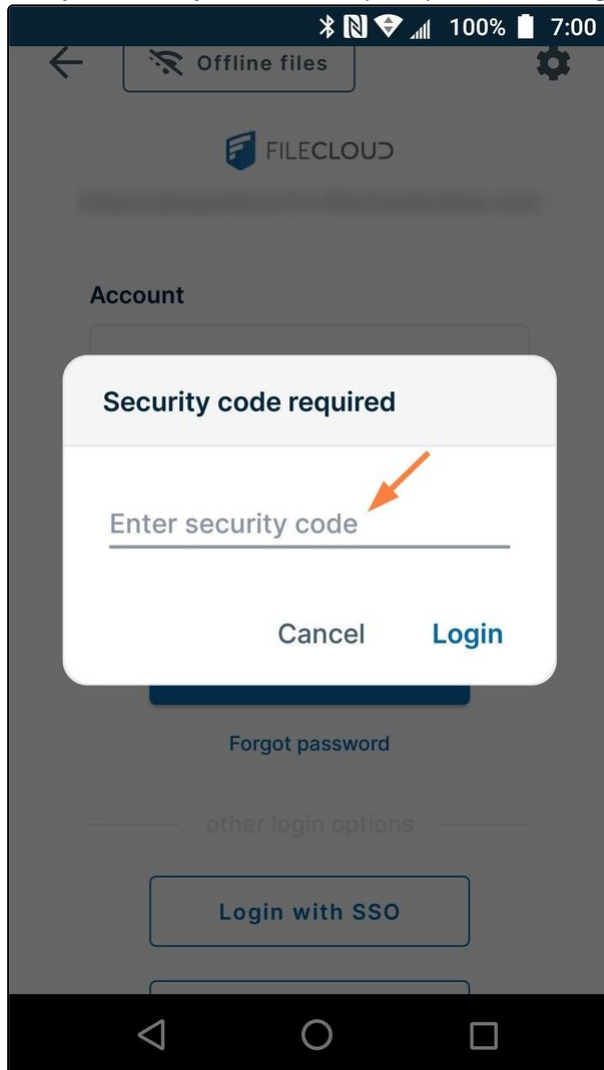 100% 7:00
Offline files
FILECLOUD
Account
Security code required
Enter security code
Cancel Login
Forgot password
other login options
Login with SSO